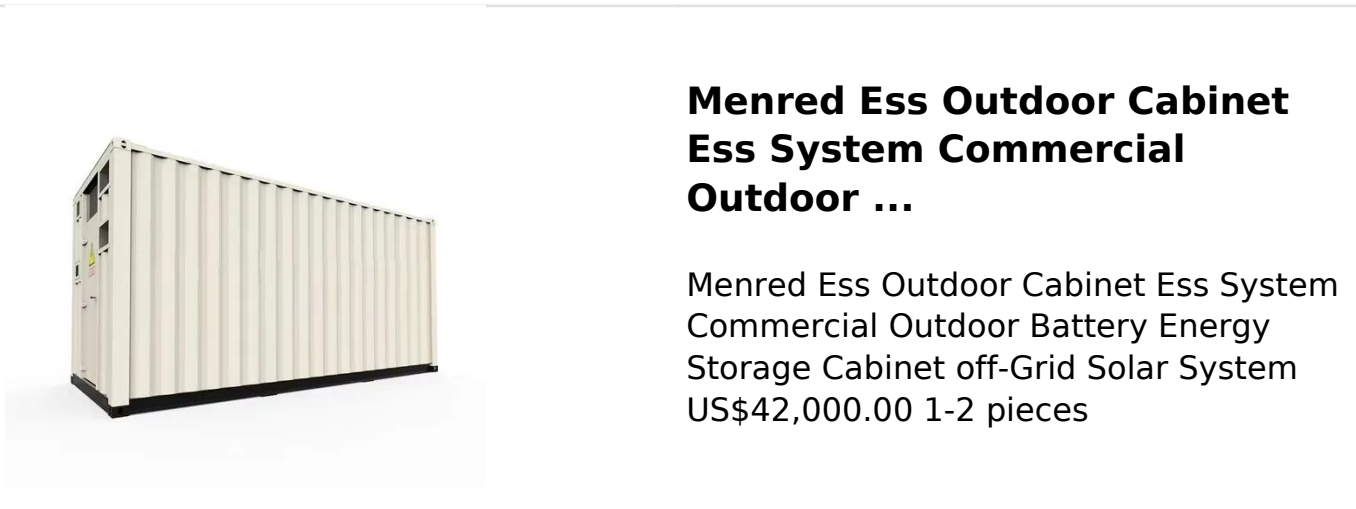 Menred Ess Outdoor Cabinet
Ess System Commercial
Outdoor ...
Menred Ess Outdoor Cabinet Ess System
Commercial Outdoor Battery Energy
Storage Cabinet off-Grid Solar System
US$42,000.00 1-2 pieces